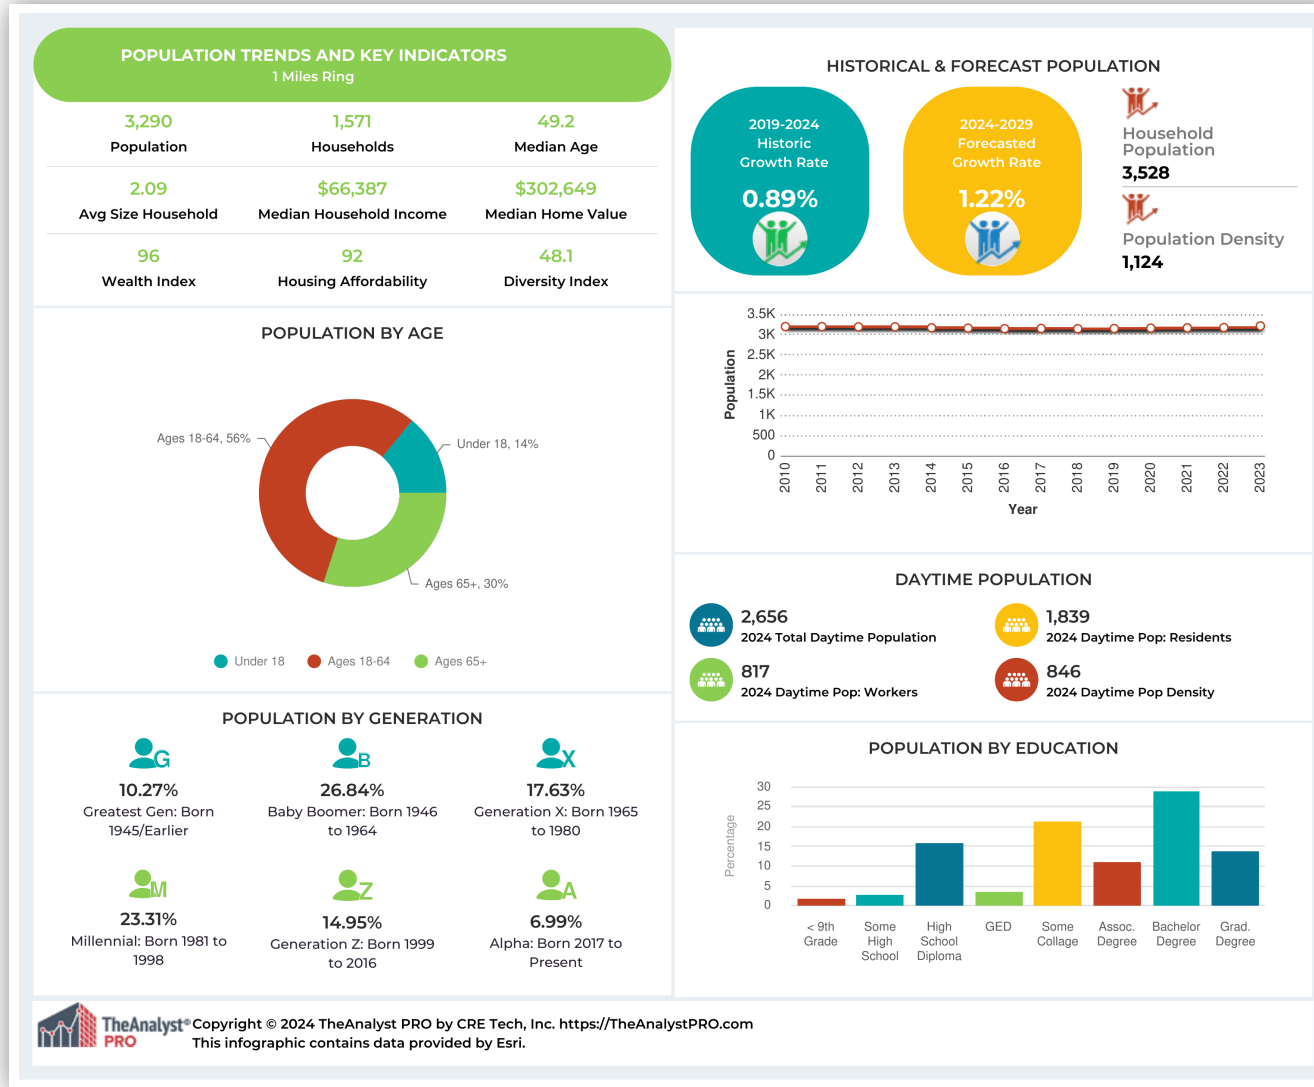 POPULATION TRENDS AND KEY INDICATORS
1 Miles Ring
3,290
Population
1,571
Households
49.2
Median Age
2.09
Avg Size Household
$66,387
Median Household Income
$302,649
Median Home Value
96
Wealth Index
92
Housing Affordability
48.1
Diversity Index
HISTORICAL & FORECAST POPULATION
2019-2024
Historic
Growth Rate
0.89%
2024-2029
Forecasted
Growth Rate
1.22%
Household
Population
3,528
Population Density
1,124
POPULATION BY AGE
Ages 18-64, 56%
Under 18, 14%
Ages 65+, 30%
Under 18
Ages 18-64
Ages 65+
Population
3.5K
3K
2.5K
2K
1.5K
1K
500
0
2010
2011
2012
2013
2014
2015
2016
2017
2018
2019
2020
2021
2022
2023
Year
DAYTIME POPULATION
2,656
2024 Total Daytime Population
1,839
2024 Daytime Pop: Residents
817
2024 Daytime Pop: Workers
846
2024 Daytime Pop Density
POPULATION BY GENERATION
G
10.27%
Greatest Gen: Born
1945/Earlier
B
26.84%
Baby Boomer: Born 1946
to 1964
X
17.63%
Generation X: Born 1965
to 1980
M
23.31%
Millennial: Born 1981 to
1998
Z
14.95%
Generation Z: Born 1999
to 2016
A
6.99%
Alpha: Born 2017 to
Present
POPULATION BY EDUCATION
Percentage
30
25
20
15
10
5
0
< 9th
Grade
Some
High
School
High
School
Diploma
GED
Some
Collage
Assoc.
Degree
Bachelor
Degree
Grad.
Degree
TheAnalyst®
PRO
Copyright © 2024 TheAnalyst PRO by CRE Tech, Inc. https://TheAnalystPRO.com
This infographic contains data provided by Esri.